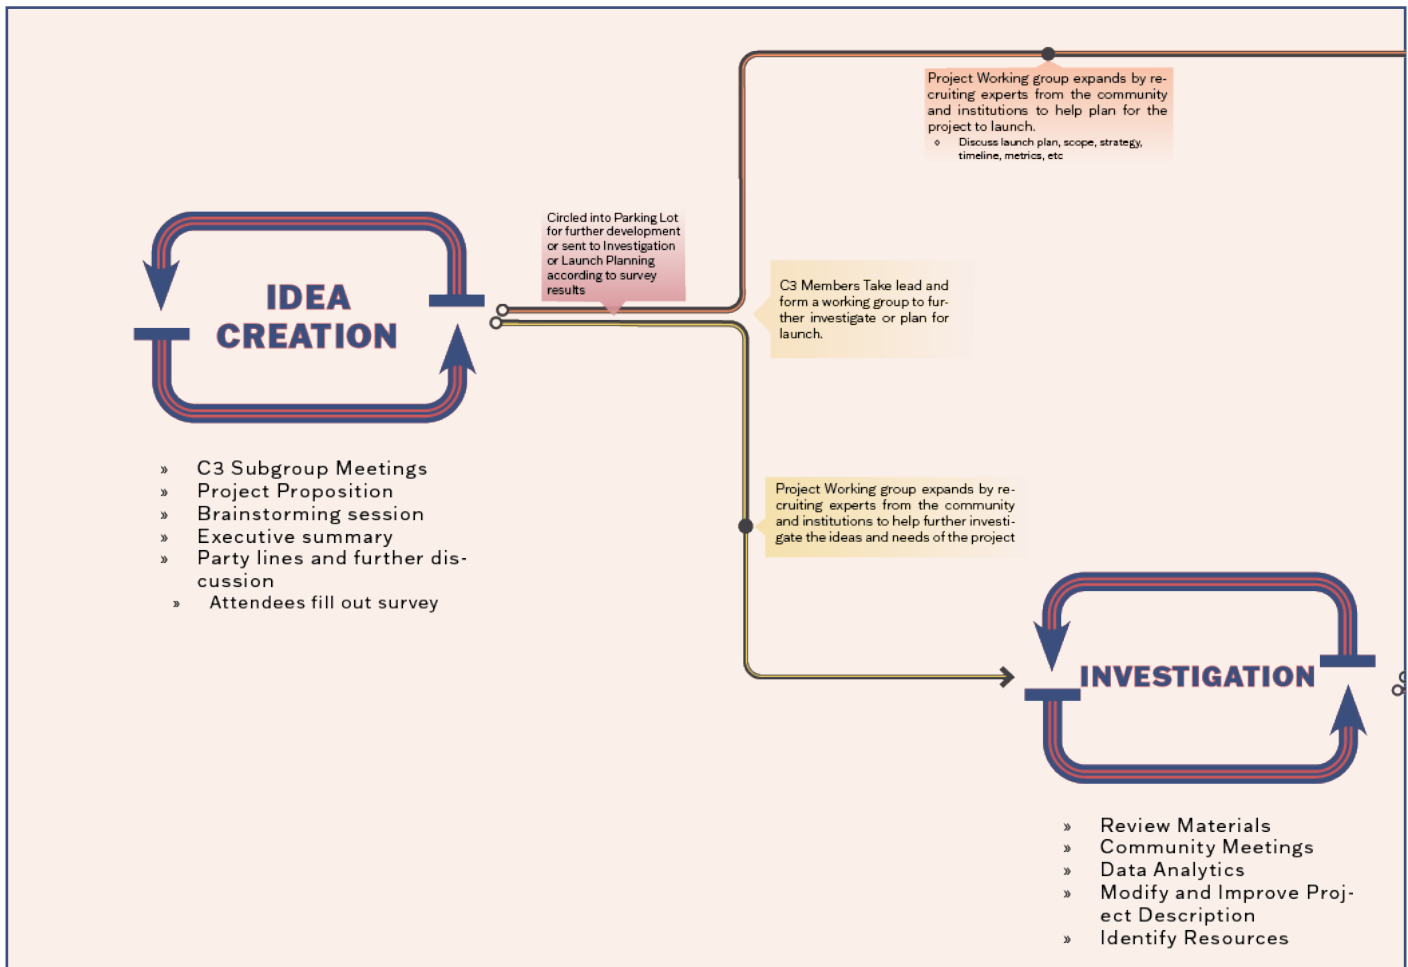 Project Working group expands by re-
cruiting experts from the community
and institutions to help plan for the
project to launch.
◦ Discuss launch plan, scope, strategy,
timeline, metrics, etc
Circled into Parking Lot
for further development
or sent to Investigation
or Launch Planning
according to survey
results
C3 Members Take lead and
form a working group to fur-
ther investigate or plan for
launch.
IDEA
CREATION
» C3 Subgroup Meetings
» Project Proposition
» Brainstorming session
» Executive summary
» Party lines and further dis-
cussion
» Attendees fill out survey
Project Working group expands by re-
cruiting experts from the community
and institutions to help further investi-
gate the ideas and needs of the project
INVESTIGATION
» Review Materials
» Community Meetings
» Data Analytics
» Modify and Improve Proj-
ect Description
» Identify Resources